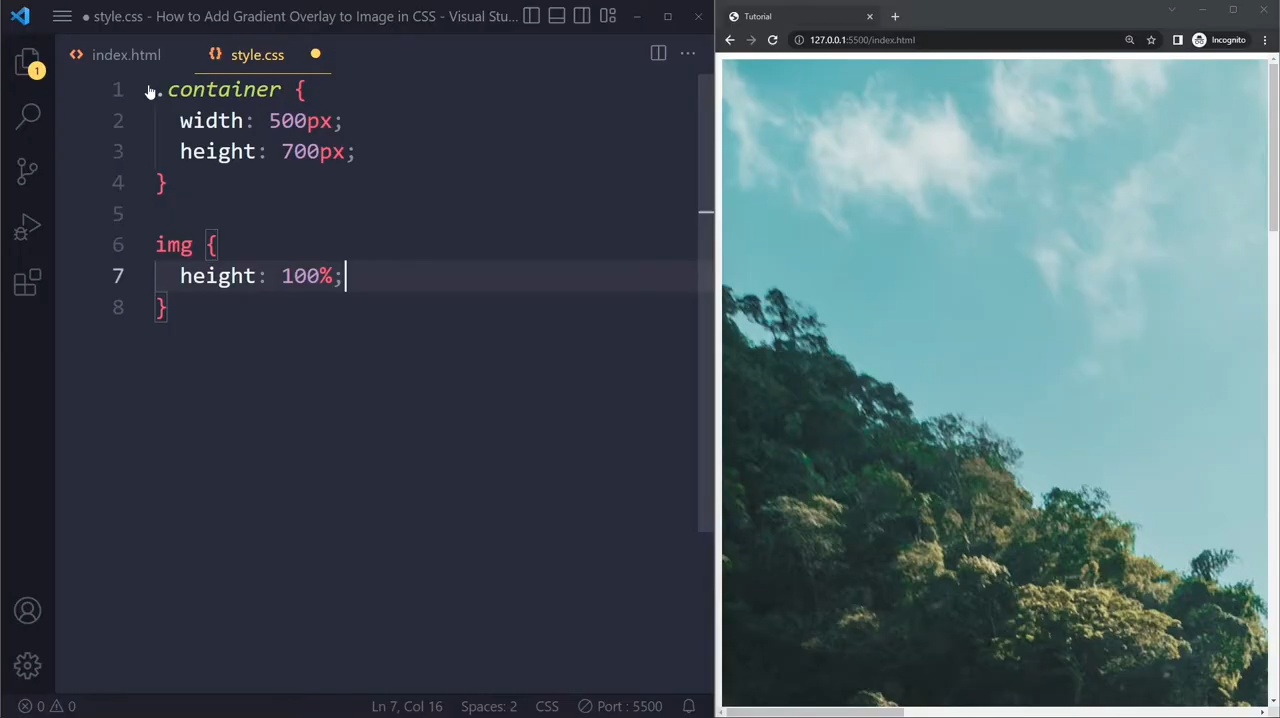 ● style.css - How to Add Gradient Overlay to Image in CSS - Visual Stu...
Tutorial
127.0.0.1:5500/index.html
Incognito
1
index.html
style.css
1 .container {
2 width: 500px;
3 height: 700px;
4 }
5
6 img {
7 height: 100%;
8 }
0 0
Ln 7, Col 16
Spaces: 2
CSS
Port : 5500